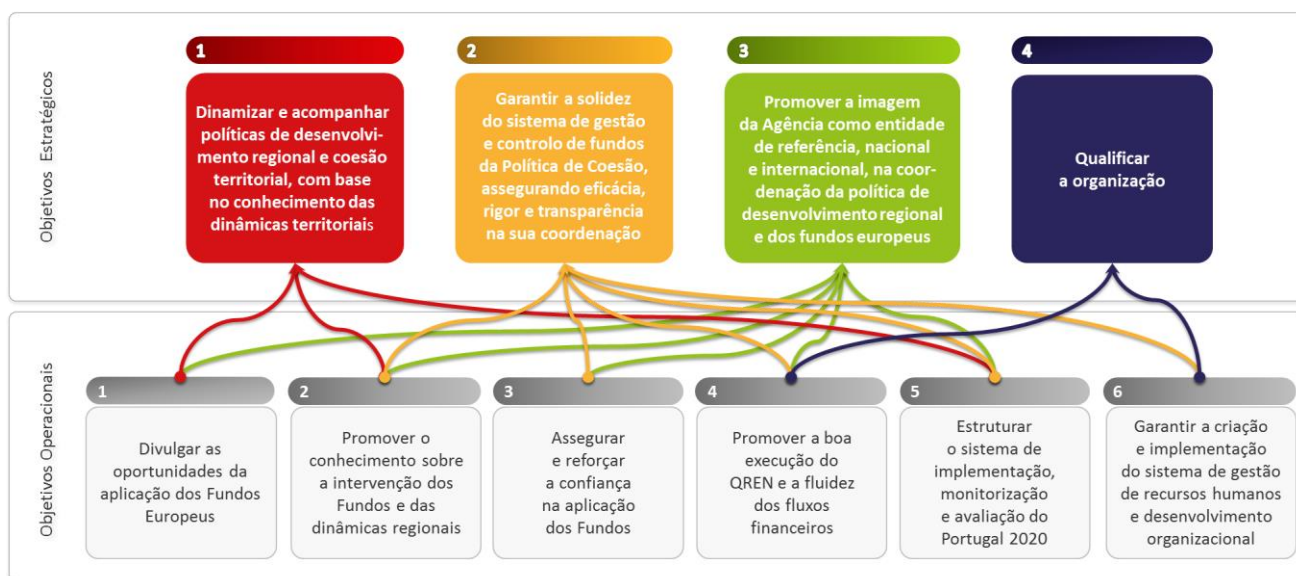 Objetivos Estratégicos
1
Dinamizar e acompanhar
políticas de desenvolvi-
mento regional e coesão
territorial, com base
no conhecimento das
dinâmicas territoriais
2
Garantir a solidez
do sistema de gestão
e controlo de fundos
da Política de Coesão,
assegurando eficácia,
rigor e transparência
na sua coordenação
3
Promover a imagem
da Agência como entidade
de referência, nacional
e internacional, na coor-
denação da política de
desenvolvimento regional
e dos fundos europeus
4
Qualificar
a organização
Objetivos Operacionais
1
Divulgar as
oportunidades da
aplicação dos Fundos
Europeus
2
Promover o
conhecimento sobre
a intervenção dos
Fundos e das
dinâmicas regionais
3
Assegurar
e reforçar
a confiança
na aplicação
dos Fundos
4
Promover a boa
execução do
QREN e a fluidez
dos fluxos
financeiros
5
Estruturar
o sistema de
implementação,
monitorização
e avaliação do
Portugal 2020
6
Garantir a criação
e implementação
do sistema de gestão
de recursos humanos
e desenvolvimento
organizacional